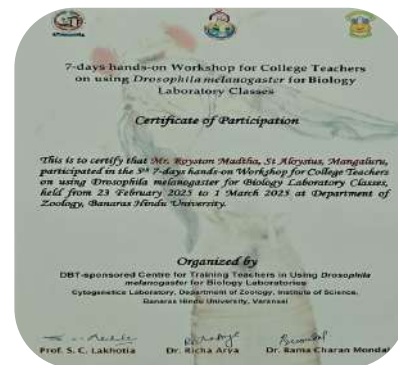 7-days hands-on Workshop for College Teachers
on using Drosophila melanogaster for Biology
Laboratory Classes
Certificate of Participation
This is to certify that Mr. Royston Madtha, St Aloysius, Mangaluru,
participated in the 5th 7-days hands-on Workshop for College Teachers
on using Drosophila melanogaster for Biology Laboratory Classes,
held from 23 February 2025 to 1 March 2025 at Department of
Zoology, Banaras Hindu University.
Organized by
DBT-sponsored Centre for Training Teachers in Using Drosophila
melanogaster for Biology Laboratories
Cytogenetics Laboratory, Department of Zoology, Institute of Science,
Banaras Hindu University, Varanasi
Prof. S. C. Lakhotia Dr. Richa Arya Dr. Bama Charan Mondal